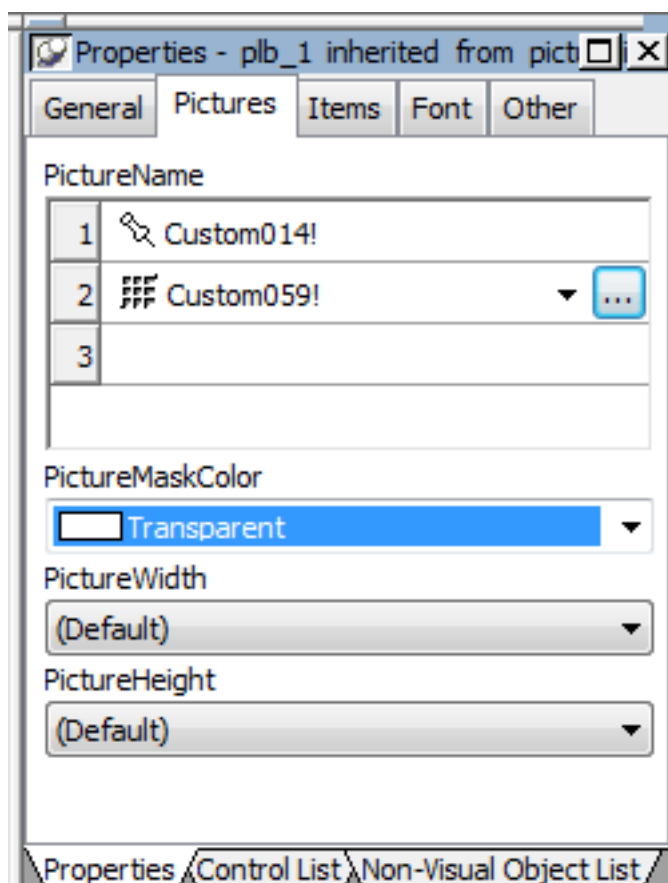 Properties - plb_1 inherited from
General Pictures Items Font Other
PictureName
1 Custom014!
2 Custom059! ...
3
PictureMaskColor
Transparent
PictureWidth
(Default)
PictureHeight
(Default)
Properties Control List Non-Visual Object List